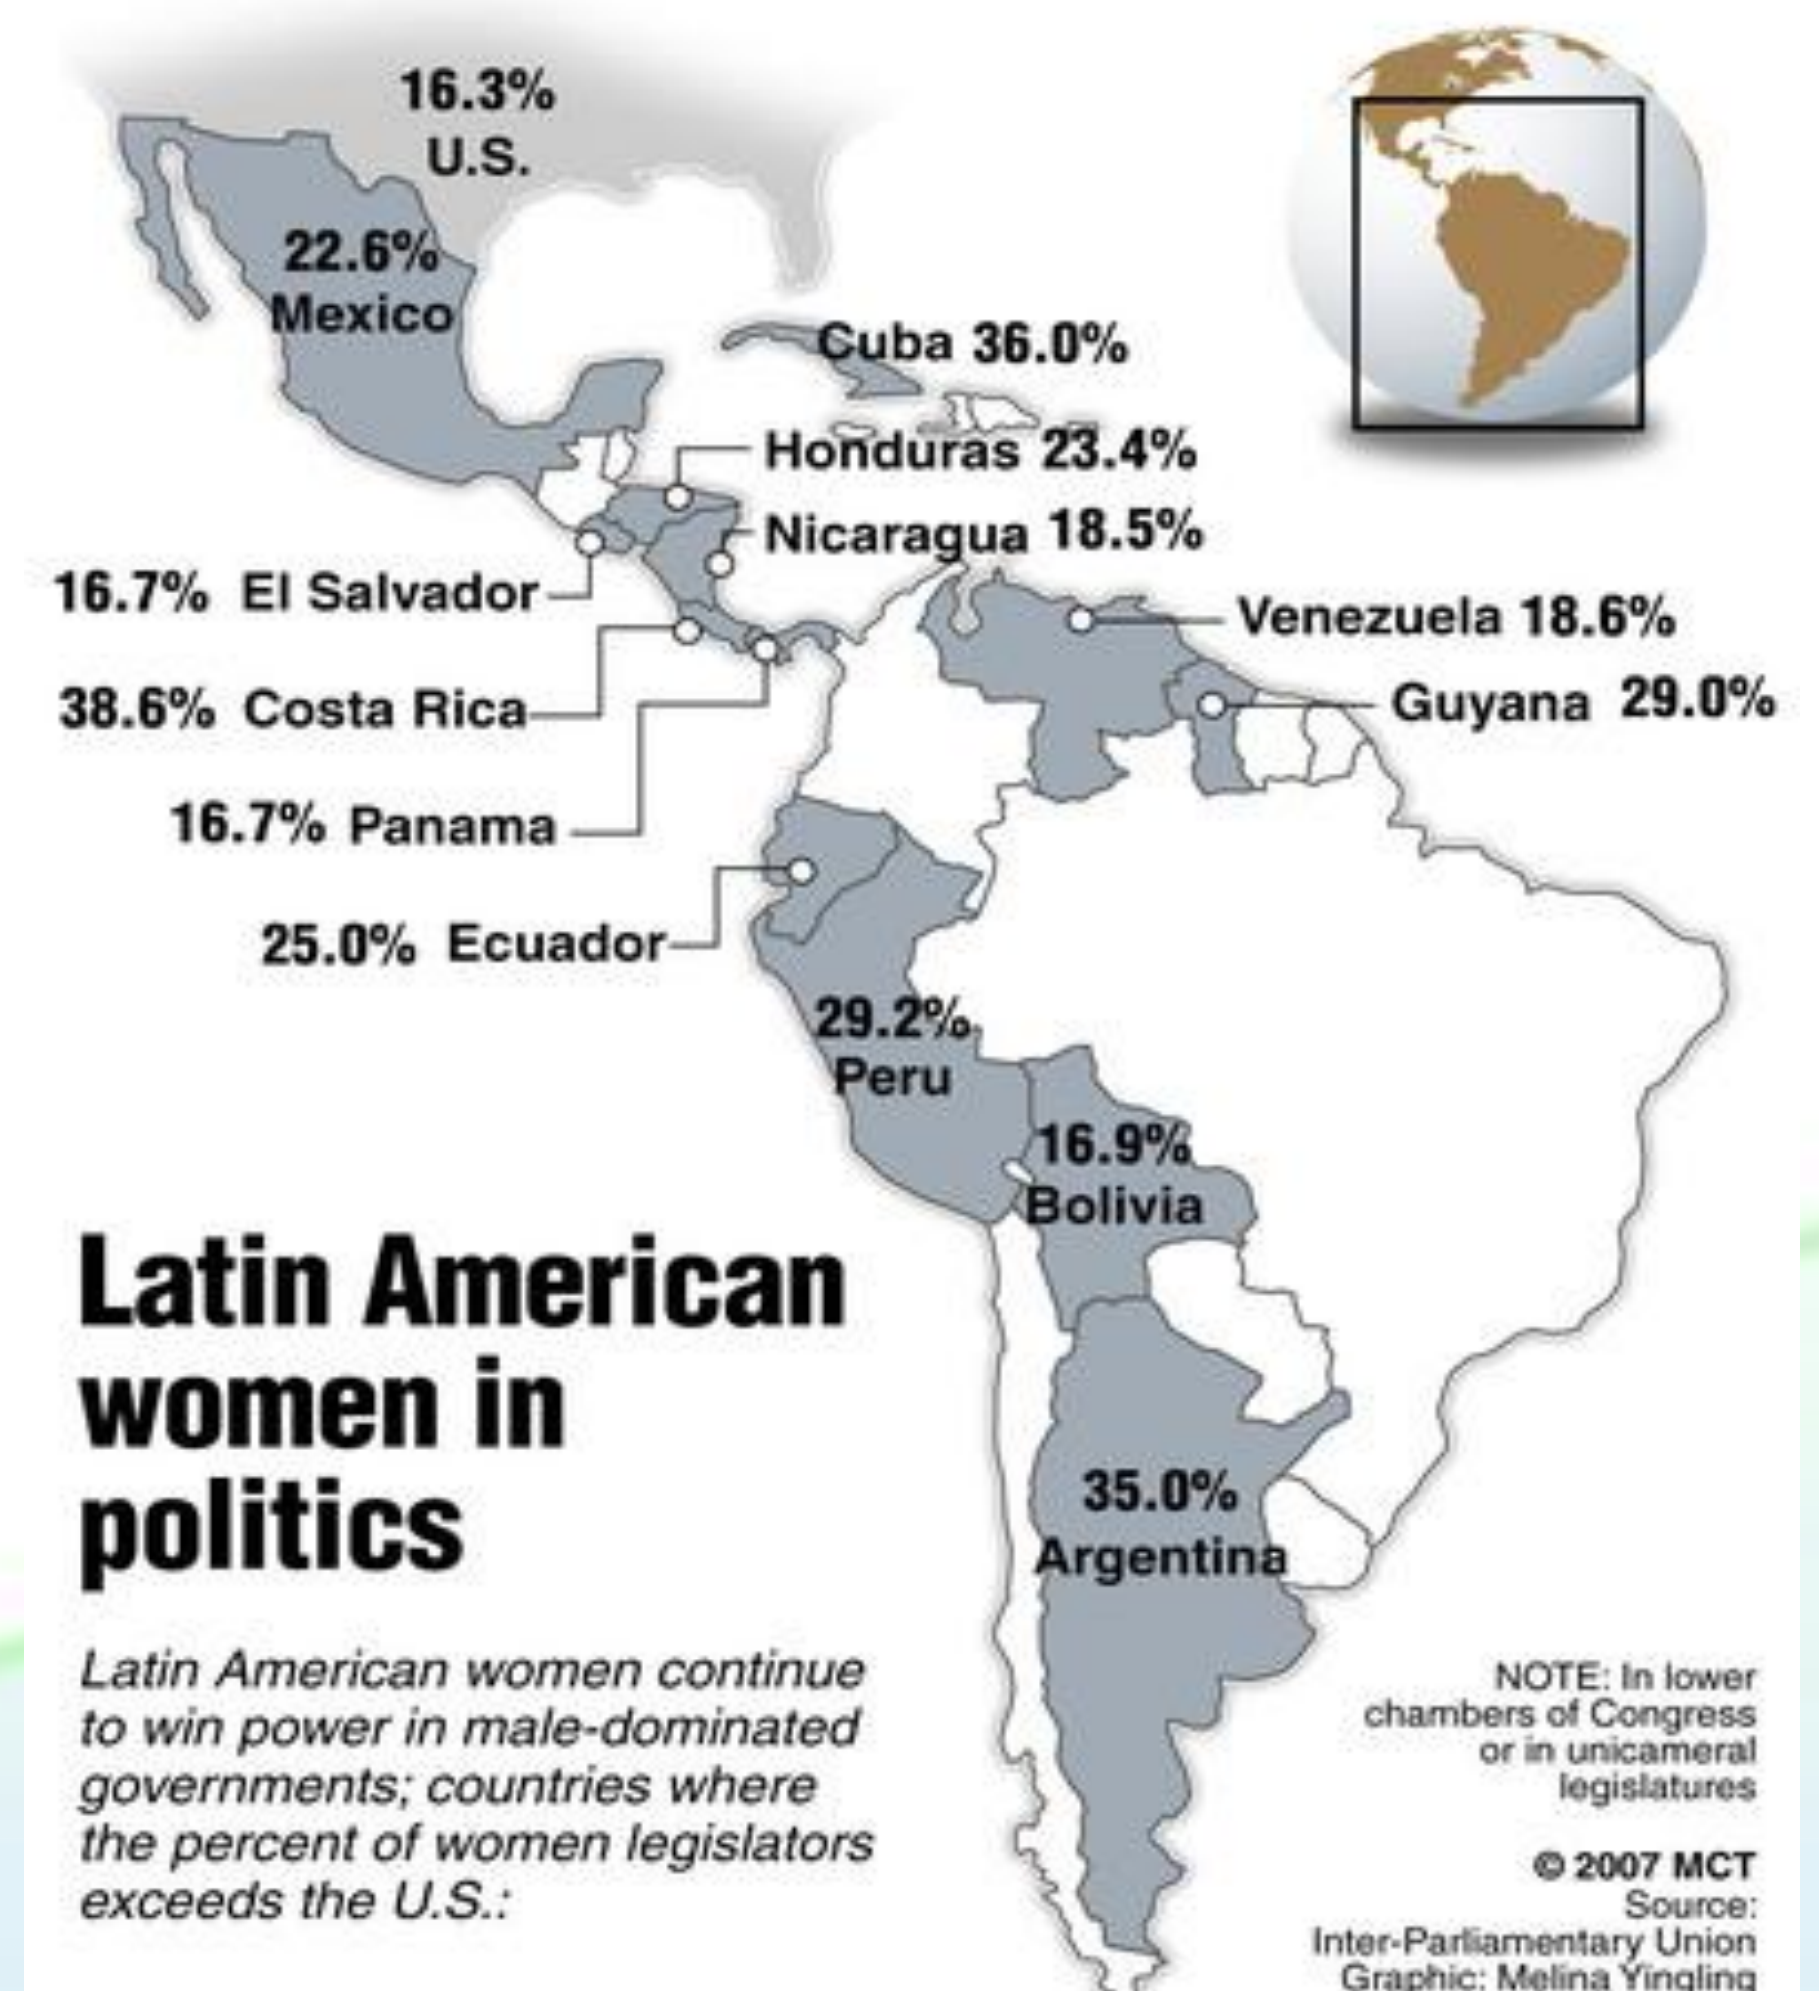 16.3%
U.S.
22.6%
Mexico
Cuba 36.0%
Honduras 23.4%
Nicaragua 18.5%
16.7% El Salvador
Venezuela 18.6%
38.6% Costa Rica
Guyana 29.0%
16.7% Panama
25.0% Ecuador
29.2%
Peru
16.9%
Bolivia
35.0%
Argentina
Latin American
women in
politics
Latin American women continue
to win power in male-dominated
governments; countries where
the percent of women legislators
exceeds the U.S.:
NOTE: In lower
chambers of Congress
or in unicameral
legislatures
© 2007 MCT
Source:
Inter-Parliamentary Union
Graphic: Melina Yingling